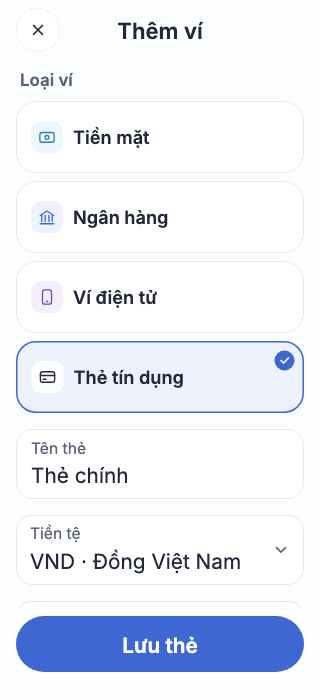 Thêm ví
Loại ví
Tiền mặt
Ngân hàng
Ví điện tử
Thẻ tín dụng
Tên thẻ
Thẻ chính
Tiền tệ
VND · Đồng Việt Nam
Lưu thẻ